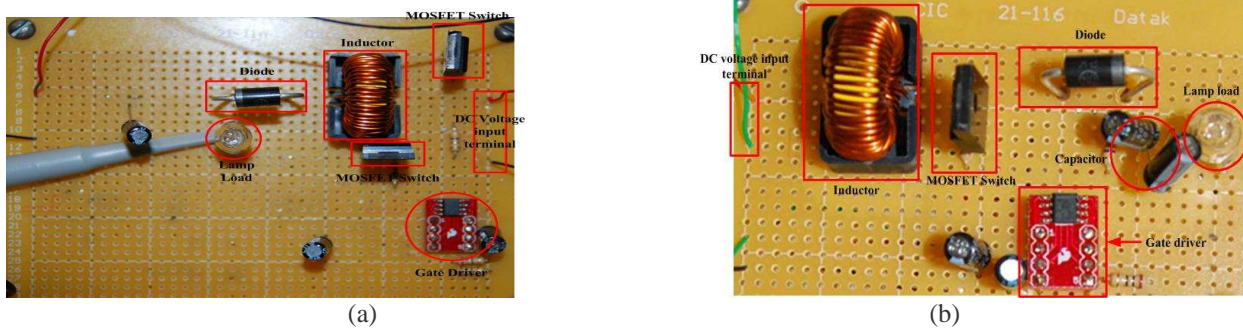 MOSFET Switch
Inductor
Diode
DC Voltage
input
terminal
Lamp
Load
MOSFET Switch
Gate Driver
(a)
CIC 21-116 Datak
DC voltage input
terminal
Diode
Lamp load
Capacitor
Inductor
MOSFET Switch
Gate driver
(b)